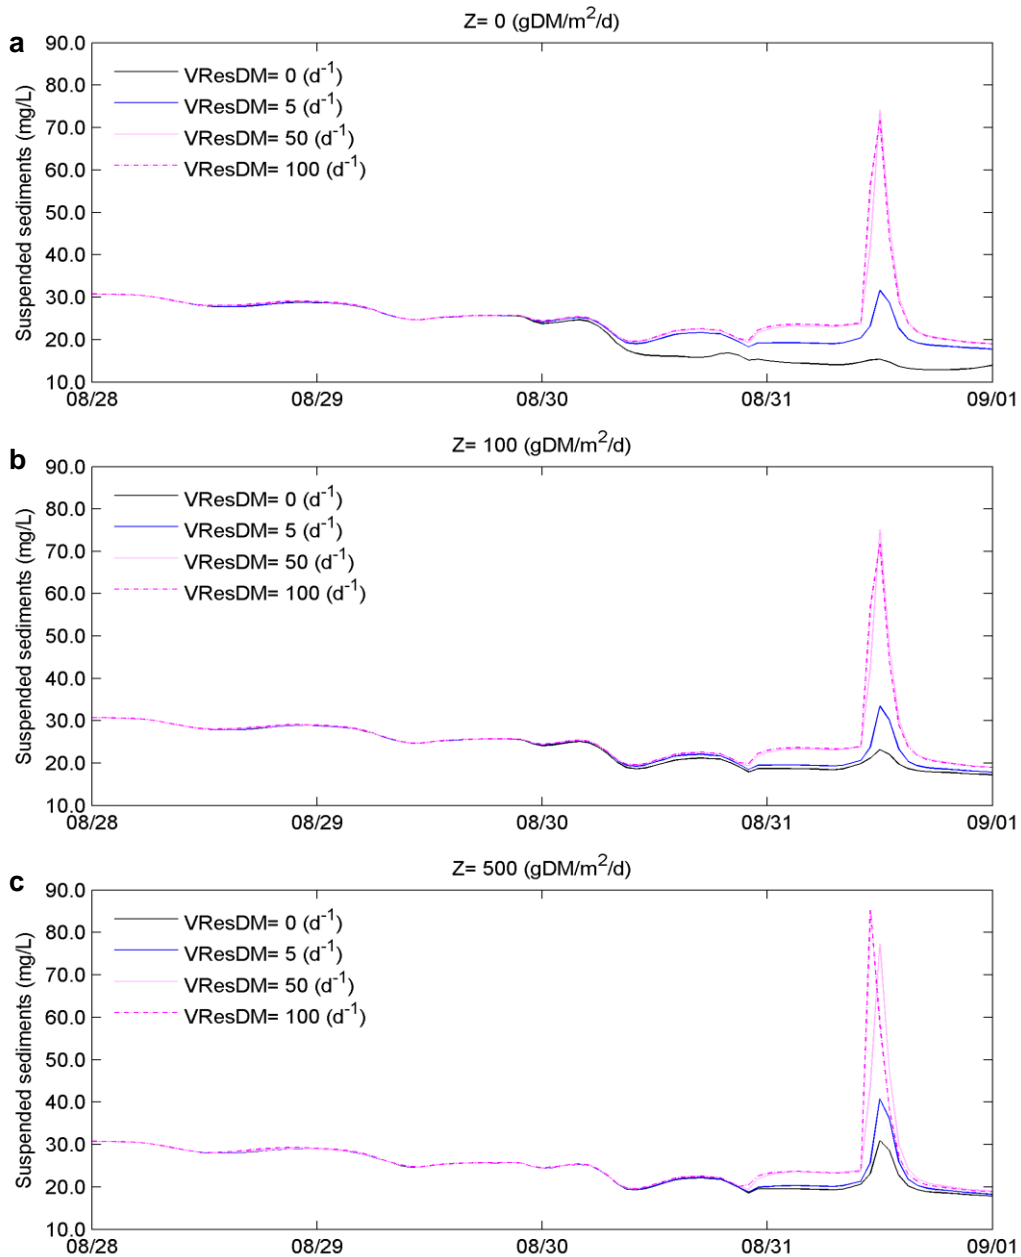 Z= 0 (gDM/m²/d)
a
90.0
80.0
70.0
60.0
50.0
40.0
30.0
20.0
10.0
Suspended sediments (mg/L)
VResDM= 0 (d⁻¹)
VResDM= 5 (d⁻¹)
VResDM= 50 (d⁻¹)
VResDM= 100 (d⁻¹)
08/28 08/29 08/30 08/31 09/01
Z= 100 (gDM/m²/d)
b
90.0
80.0
70.0
60.0
50.0
40.0
30.0
20.0
10.0
Suspended sediments (mg/L)
VResDM= 0 (d⁻¹)
VResDM= 5 (d⁻¹)
VResDM= 50 (d⁻¹)
VResDM= 100 (d⁻¹)
08/28 08/29 08/30 08/31 09/01
Z= 500 (gDM/m²/d)
c
90.0
80.0
70.0
60.0
50.0
40.0
30.0
20.0
10.0
Suspended sediments (mg/L)
VResDM= 0 (d⁻¹)
VResDM= 5 (d⁻¹)
VResDM= 50 (d⁻¹)
VResDM= 100 (d⁻¹)
08/28 08/29 08/30 08/31 09/01